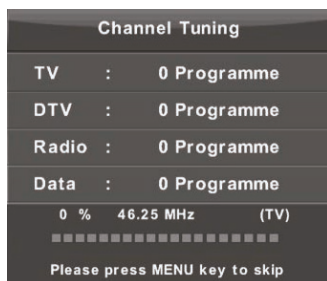 Channel Tuning
TV : 0 Programme
DTV : 0 Programme
Radio : 0 Programme
Data : 0 Programme
0 % 46.25 MHz (TV)
Please press MENU key to skip